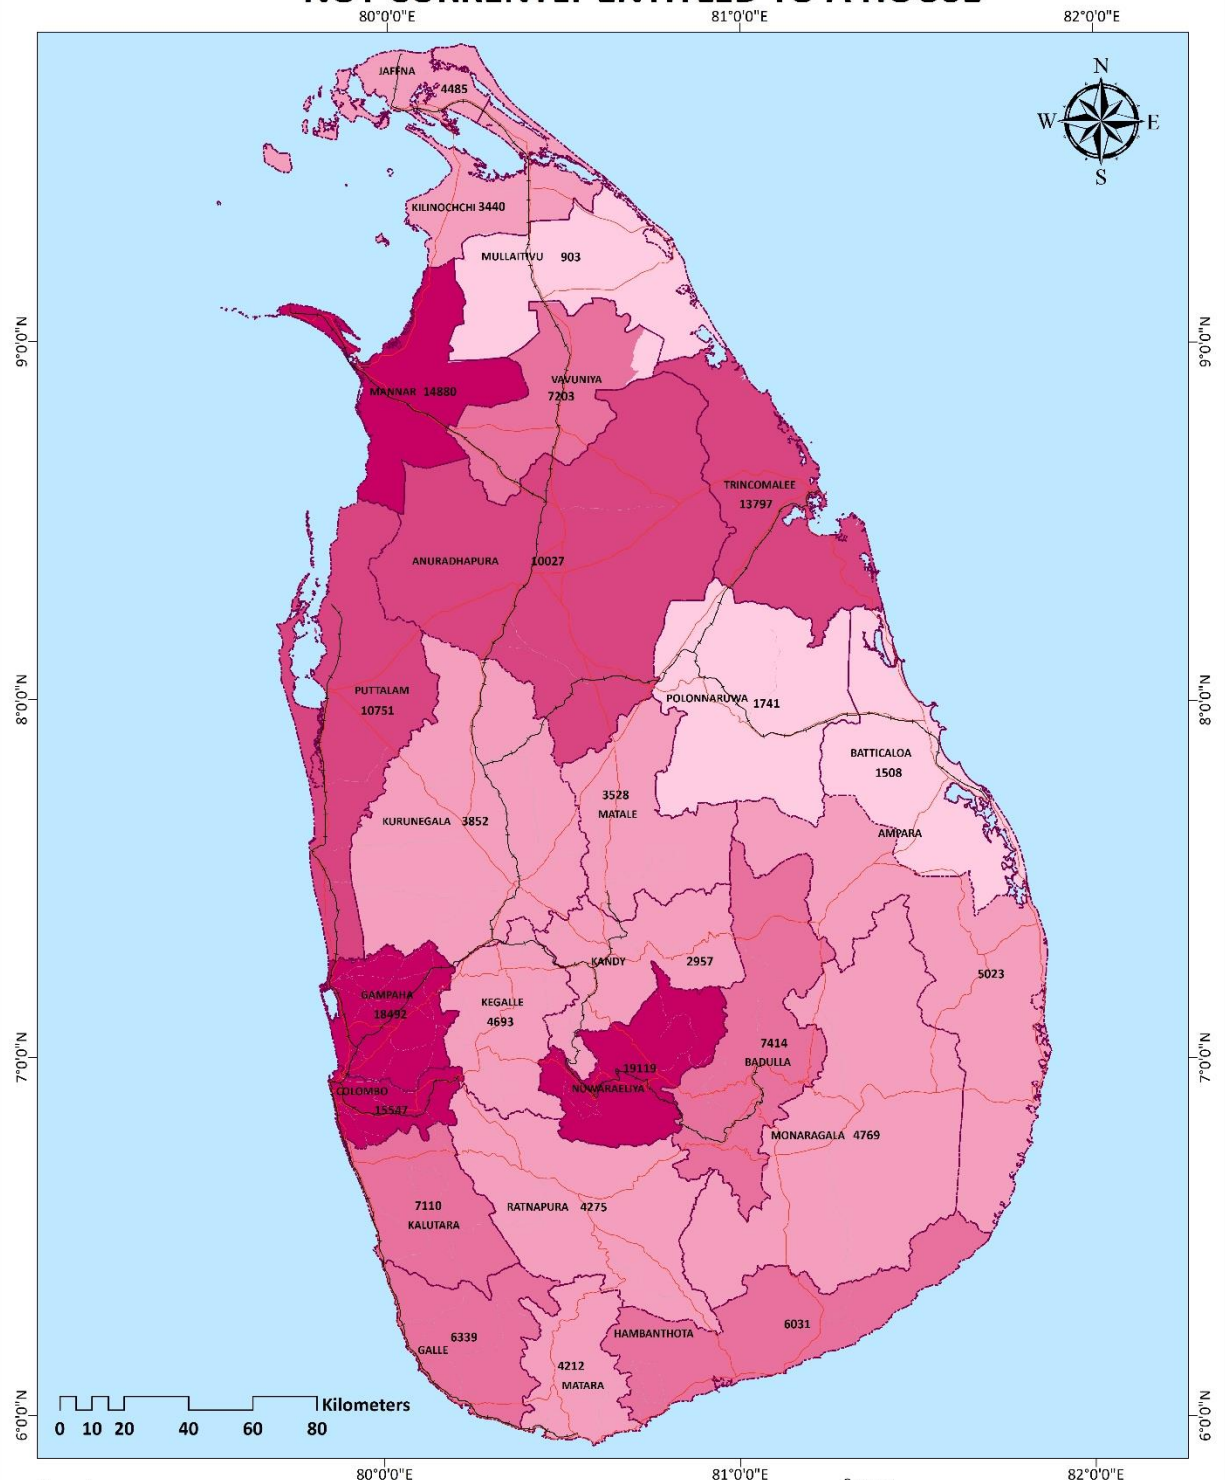 NOT CURRENTLY ENTITLED TO A HOUSE
80°0'0"E 81°0'0"E 82°0'0"E
N
W E
S
JAFFNA
4485
KILINOCHCHI 3440
MULLAITIVU 903
9°0'0"N 9°0'0"N
VAVUNIYA
7203
MANNAR 14880
TRINCOMALEE
13797
ANURADHAPURA 10027
PUTTALAM
10751
8°0'0"N 8°0'0"N
POLONNARUWA 1741
BATTICALOA
1508
3528
MATALE
KURUNEGALA 3852
AMPARA
KANDY 2957
5023
GAMPAHA
18492
KEGALLE
4693
7°0'0"N 7°0'0"N
7414
BADULLA
19119
NUWARAELIYA
COLOMBO
15547
MONARAGALA 4769
7110
KALUTARA
RATNAPURA 4275
6031
HAMBANTHOTA
6339
GALLE
4212
MATARA
Kilometers
0 10 20 40 60 80
6°0'0"N 6°0'0"N
80°0'0"E 81°0'0"E 82°0'0"E